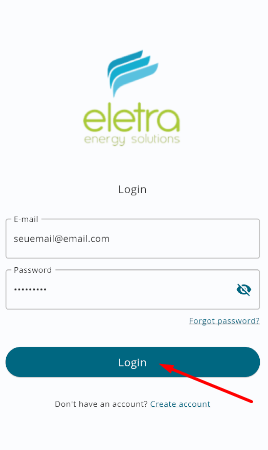 eletra
energy solutions
Login
E-mail
seuemail@email.com
Password
•••••••••
Forgot password?
Login
Don't have an account? Create account